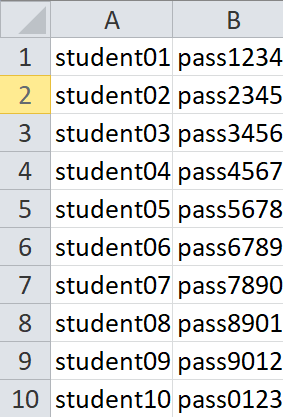 A B
1 student01 pass1234
2 student02 pass2345
3 student03 pass3456
4 student04 pass4567
5 student05 pass5678
6 student06 pass6789
7 student07 pass7890
8 student08 pass8901
9 student09 pass9012
10 student10 pass0123